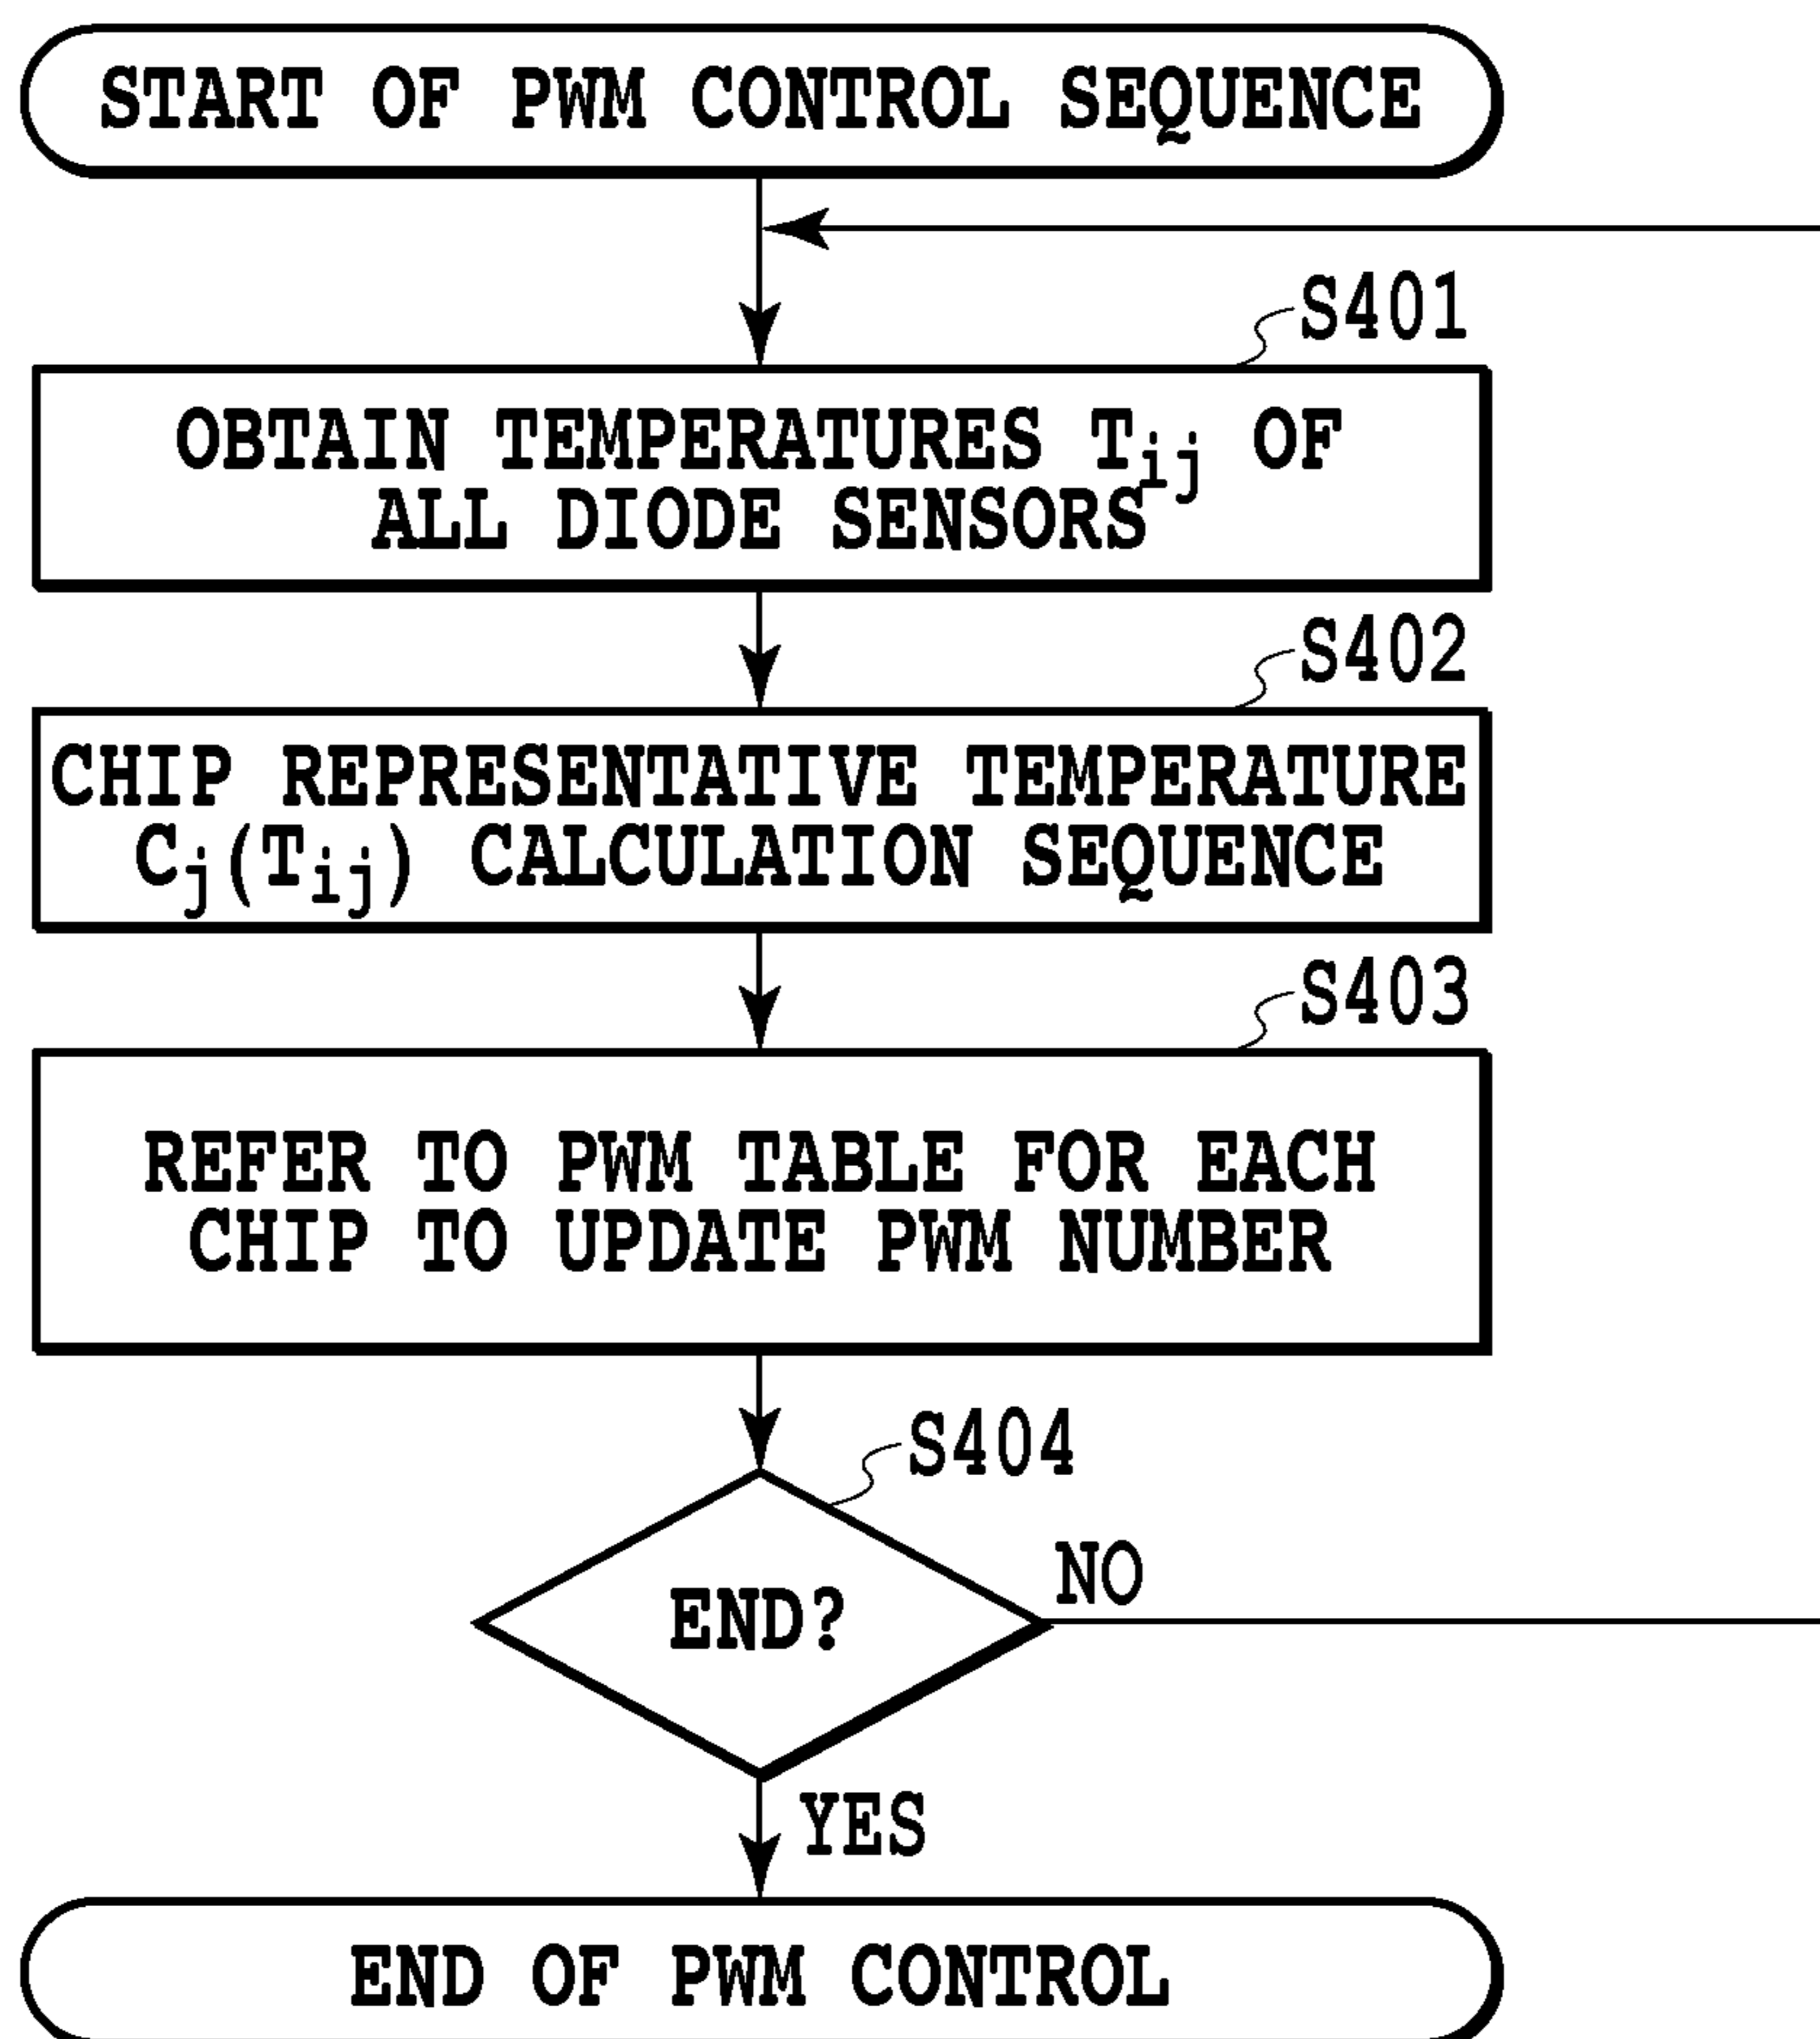 START OF PWM CONTROL SEQUENCE
S401
OBTAIN TEMPERATURES Tij OF
ALL DIODE SENSORS
S402
CHIP REPRESENTATIVE TEMPERATURE
Cj(Tij) CALCULATION SEQUENCE
S403
REFER TO PWM TABLE FOR EACH
CHIP TO UPDATE PWM NUMBER
S404
END?
NO
YES
END OF PWM CONTROL